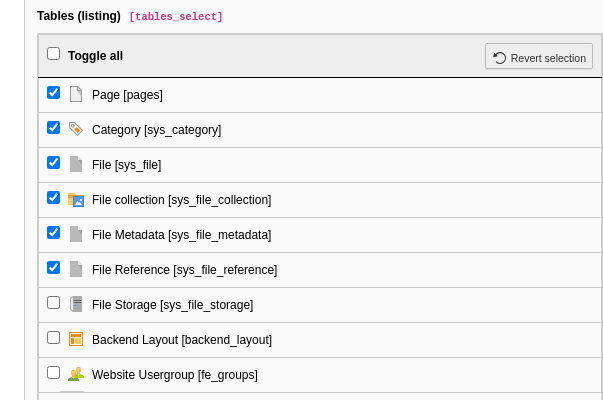 Tables (listing) [tables_select]
Toggle all
Revert selection
Page [pages]
Category [sys_category]
File [sys_file]
File collection [sys_file_collection]
File Metadata [sys_file_metadata]
File Reference [sys_file_reference]
File Storage [sys_file_storage]
Backend Layout [backend_layout]
Website Usergroup [fe_groups]